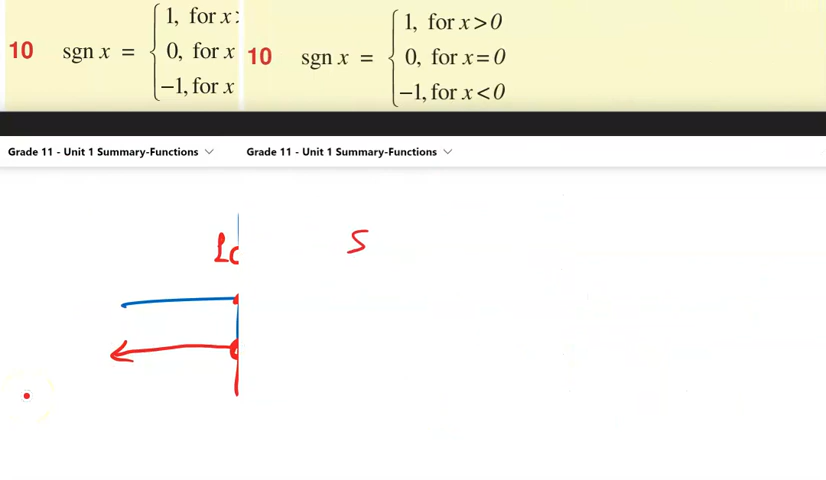 10 sgn x = { 1, for x
0, for x
−1, for x
10 sgn x = { 1, for x>0
0, for x=0
−1, for x<0
Grade 11 - Unit 1 Summary-Functions
Grade 11 - Unit 1 Summary-Functions
S